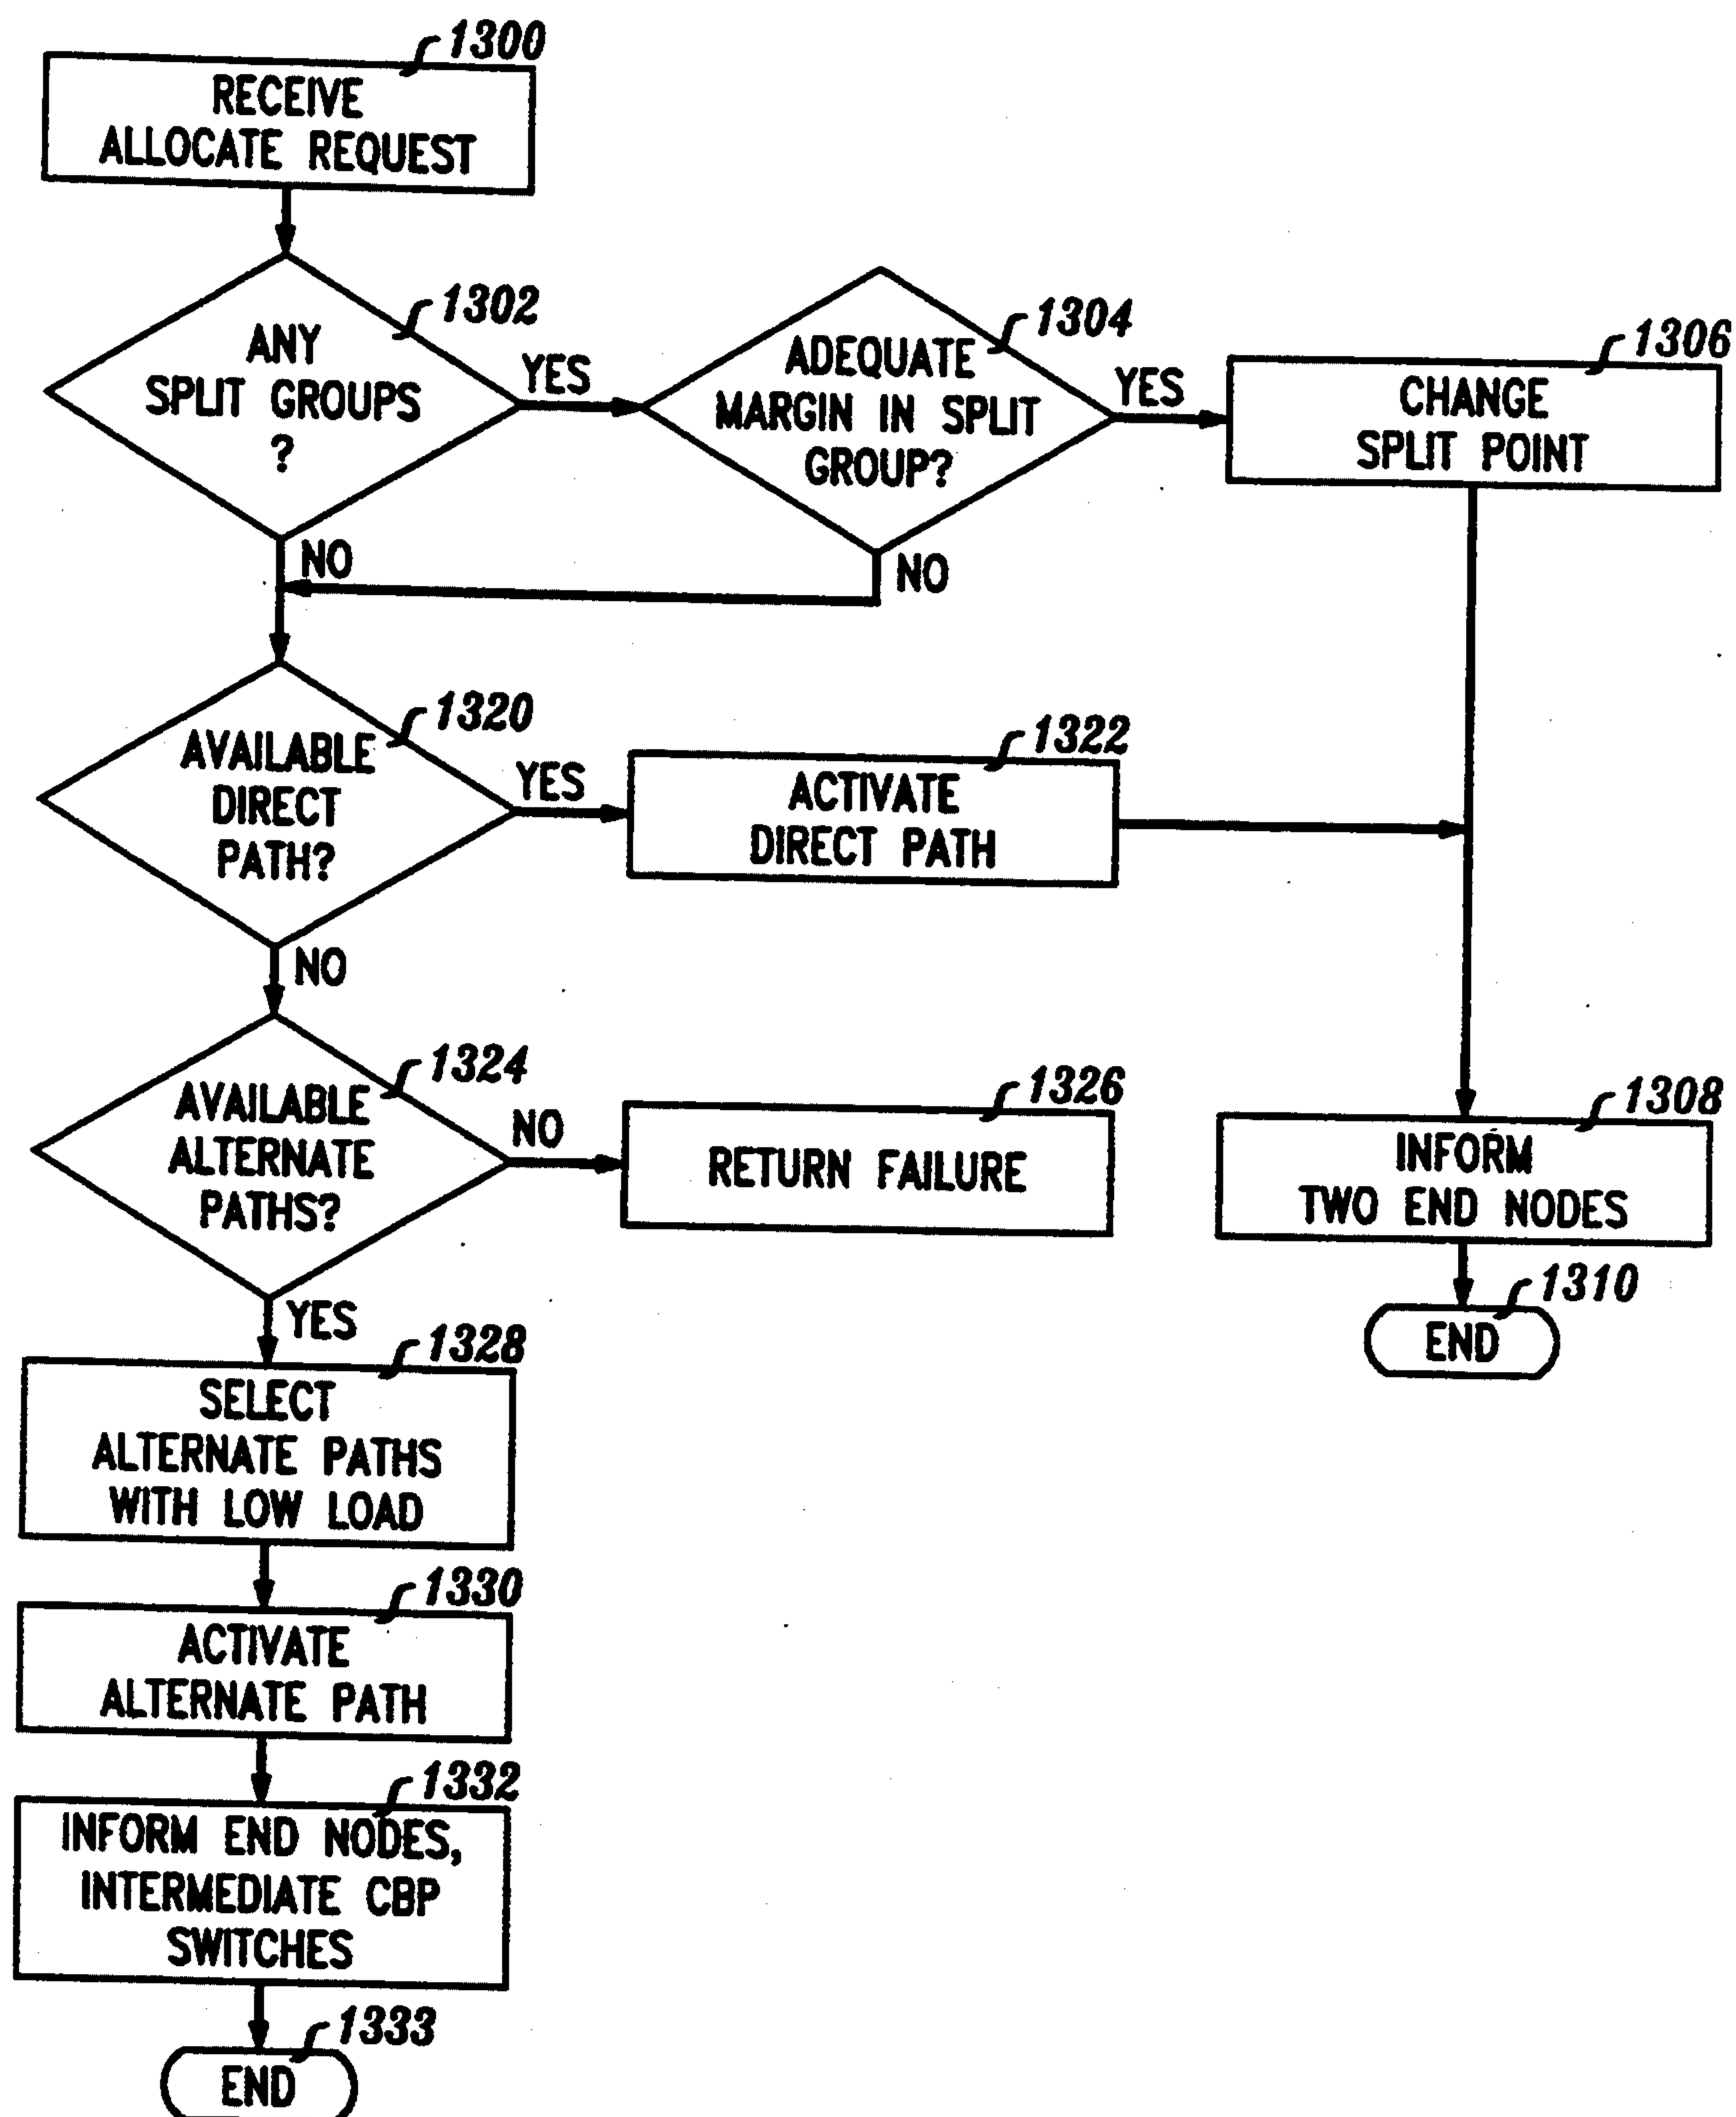 1300
RECEIVE
ALLOCATE REQUEST
1302
ANY
SPLIT GROUPS
?
YES
NO
1304
ADEQUATE
MARGIN IN SPLIT
GROUP?
YES
NO
1306
CHANGE
SPLIT POINT
1320
AVAILABLE
DIRECT
PATH?
YES
NO
1322
ACTIVATE
DIRECT PATH
1324
AVAILABLE
ALTERNATE
PATHS?
NO
YES
1326
RETURN FAILURE
1308
INFORM
TWO END NODES
1310
END
1328
SELECT
ALTERNATE PATHS
WITH LOW LOAD
1330
ACTIVATE
ALTERNATE PATH
1332
INFORM END NODES,
INTERMEDIATE CBP
SWITCHES
1333
END